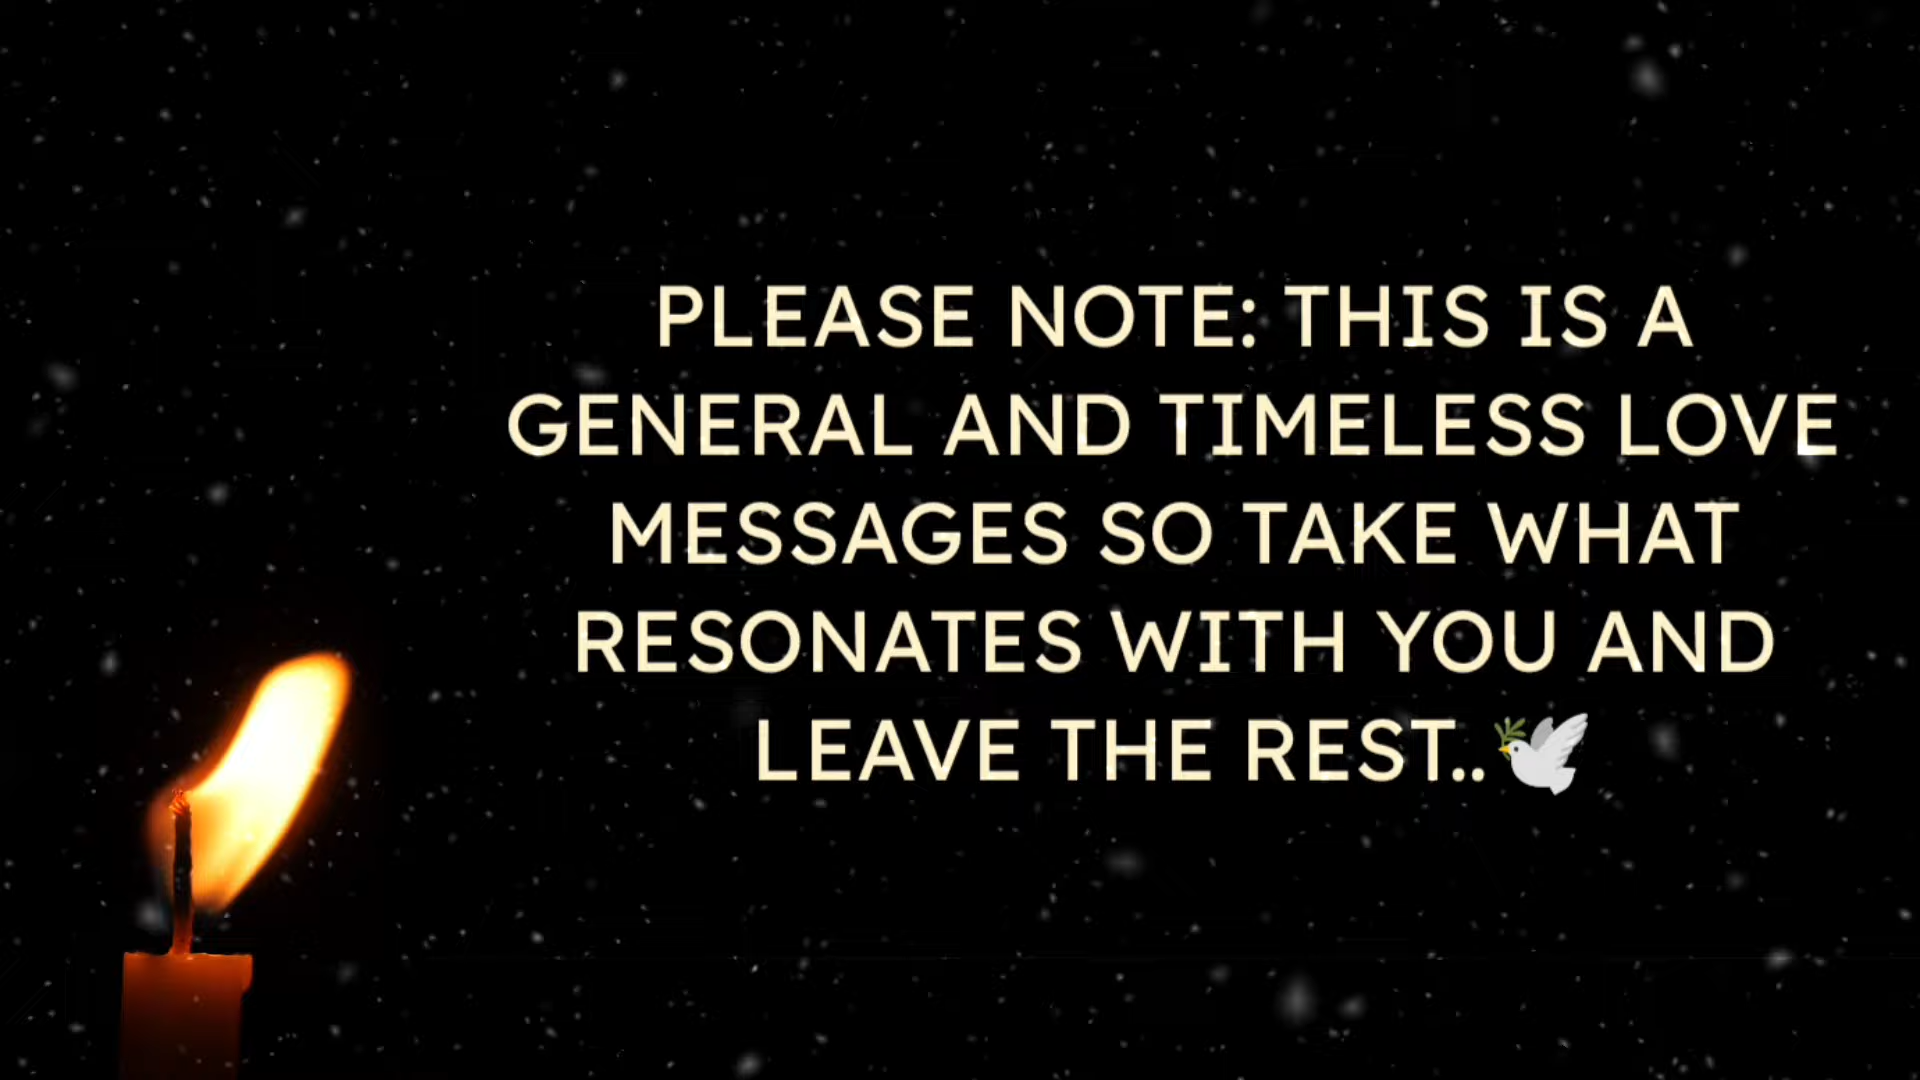 PLEASE NOTE: THIS IS A
GENERAL AND TIMELESS LOVE
MESSAGES SO TAKE WHAT
RESONATES WITH YOU AND
LEAVE THE REST..🕊️